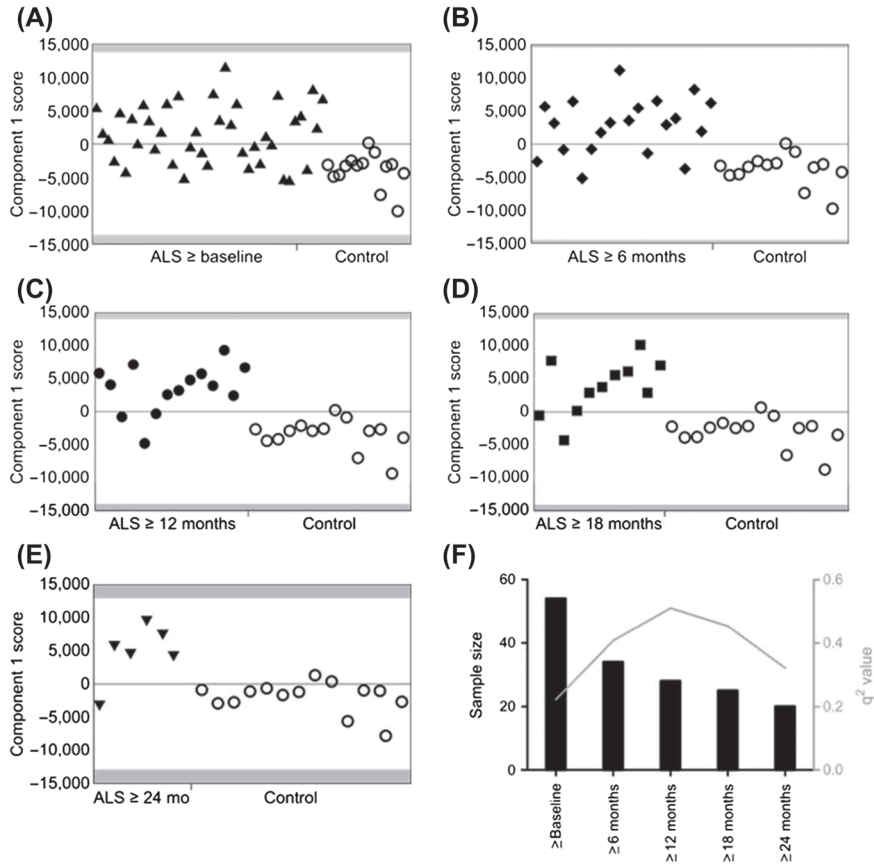 (A)
Component 1 score
15,000
10,000
5,000
0
−5,000
−10,000
−15,000
ALS ≥ baseline Control
(B)
Component 1 score
15,000
10,000
5,000
0
−5,000
−10,000
−15,000
ALS ≥ 6 months Control
(C)
Component 1 score
15,000
10,000
5,000
0
−5,000
−10,000
−15,000
ALS ≥ 12 months Control
(D)
Component 1 score
15,000
10,000
5,000
0
−5,000
−10,000
−15,000
ALS ≥ 18 months Control
(E)
Component 1 score
15,000
10,000
5,000
0
−5,000
−10,000
−15,000
ALS ≥ 24 mo Control
(F)
Sample size
60
40
20
0
0.6
0.4
0.2
0.0
q² value
≥Baseline
≥6 months
≥12 months
≥18 months
≥24 months